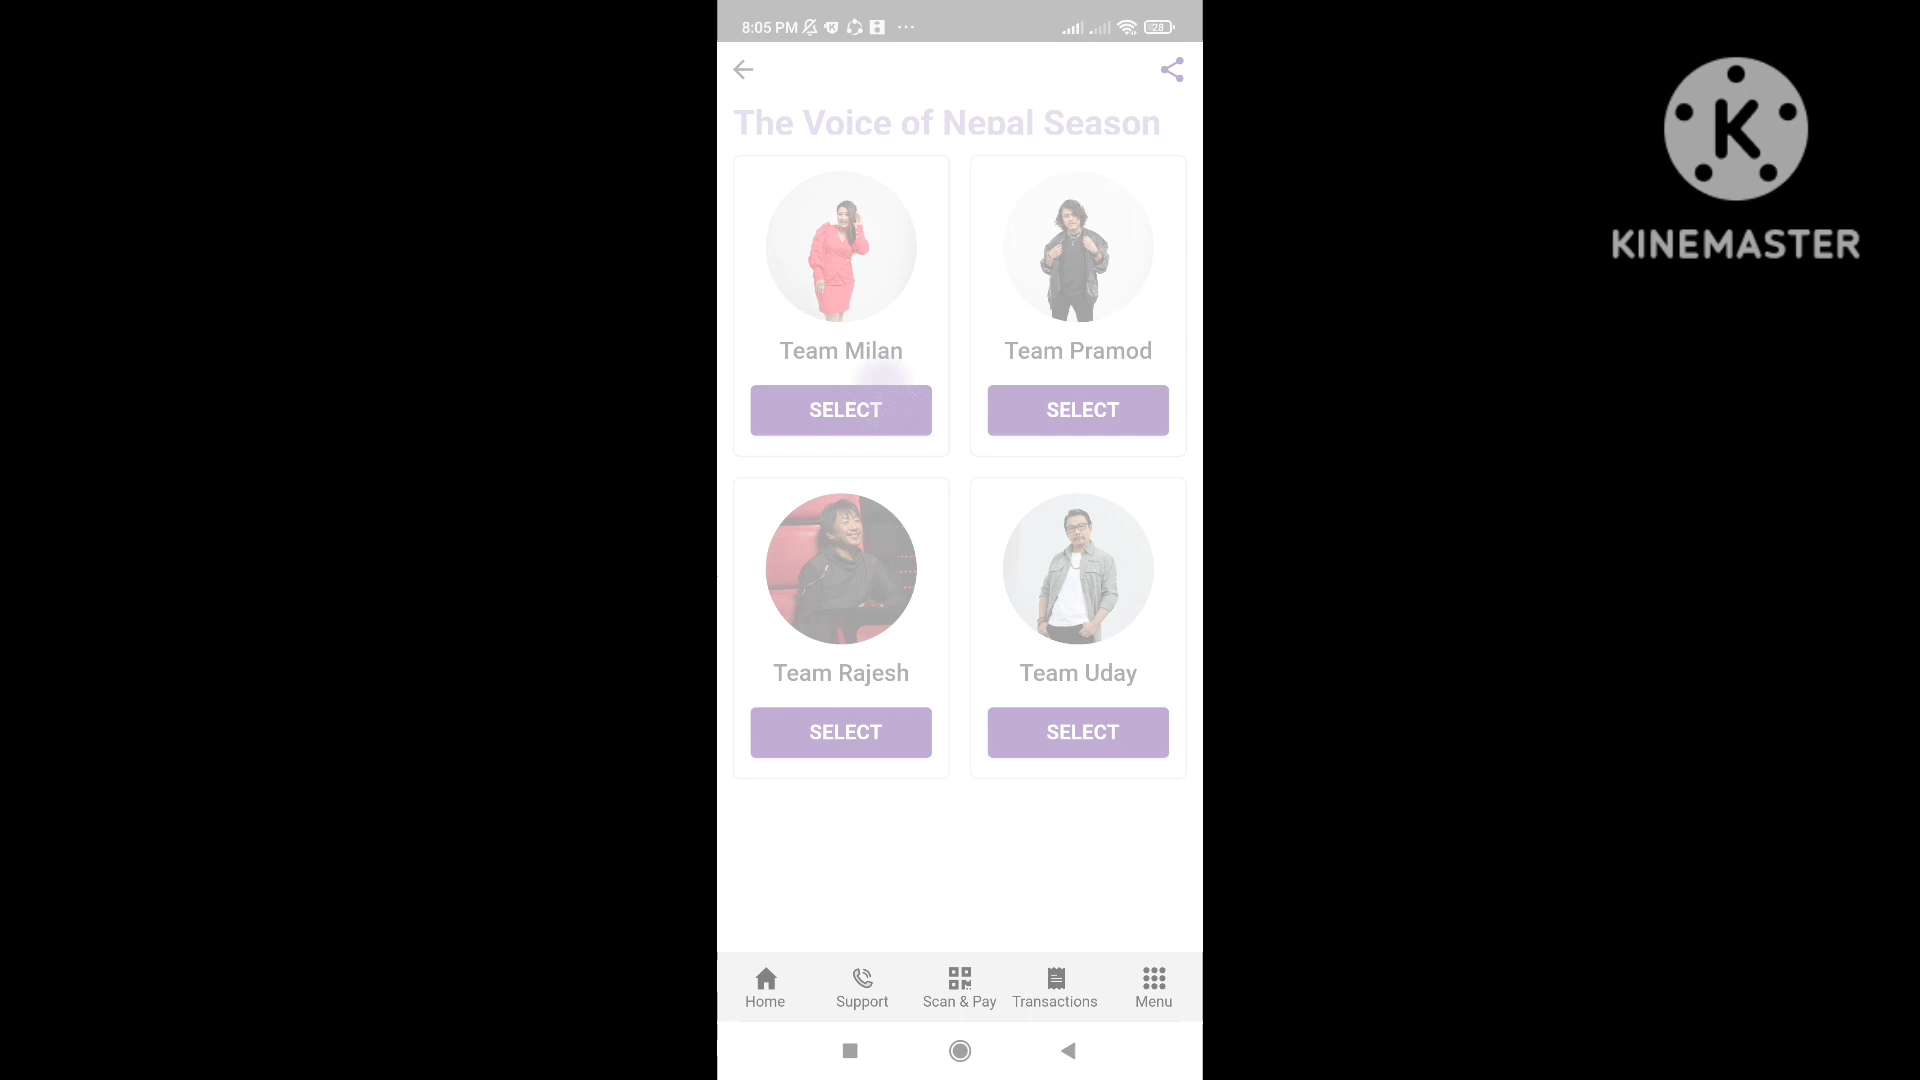 8:05 PM
28
The Voice of Nepal Season
Team Milan
Team Pramod
SELECT
SELECT
Team Rajesh
Team Uday
SELECT
SELECT
Home
Support
Scan & Pay
Transactions
Menu
K
KINEMASTER